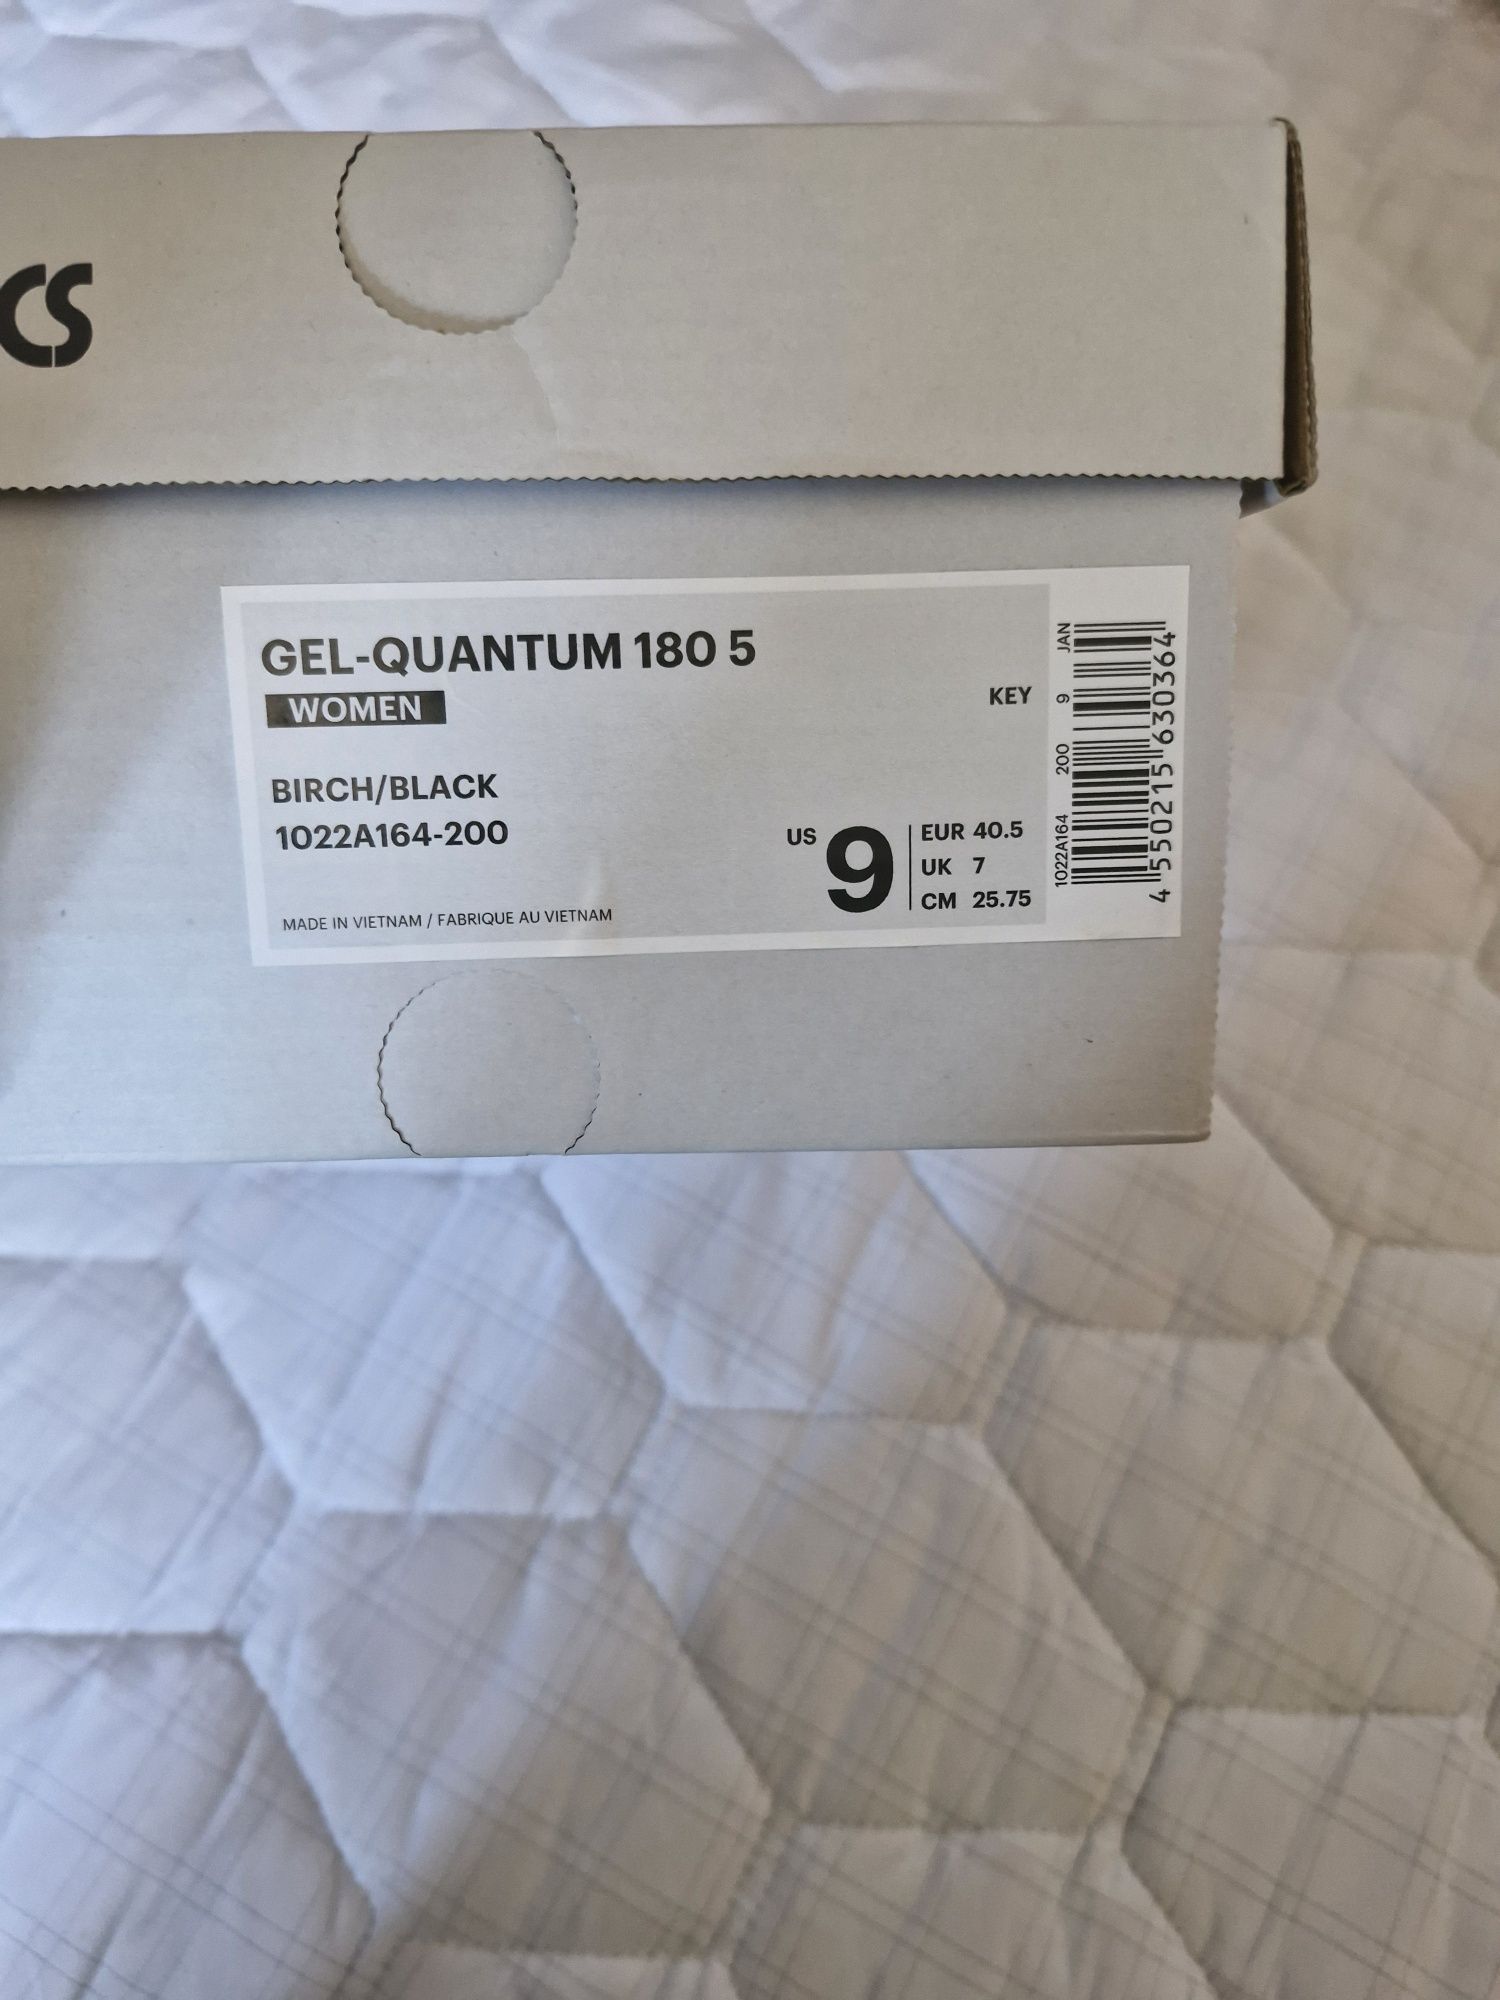 CS
GEL-QUANTUM 180 5
WOMEN
KEY
BIRCH/BLACK
1022A164-200
US 9
EUR 40.5
UK 7
CM 25.75
MADE IN VIETNAM / FABRIQUE AU VIETNAM
1022A164 200 9 JAN
4 550215 630364